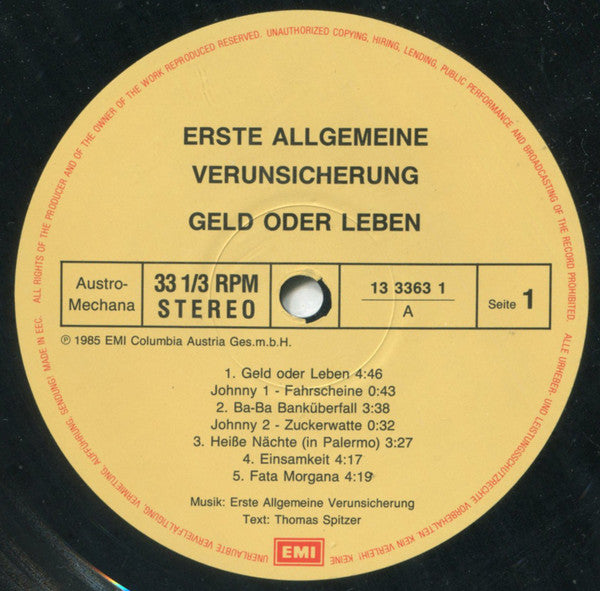 ALL RIGHTS OF THE PRODUCER AND OF THE OWNER OF THE WORK REPRODUCED RESERVED. UNAUTHORIZED COPYING, HIRING, LENDING, PUBLIC PERFORMANCE AND BROADCASTING OF THE RECORD PROHIBITED.
ERSTE ALLGEMEINE
VERUNSICHERUNG
GELD ODER LEBEN
Austro-
Mechana
33 1/3 RPM
STEREO
13 3363 1
A
Seite 1
℗ 1985 EMI Columbia Austria Ges.m.b.H.
1. Geld oder Leben 4:46
Johnny 1 - Fahrscheine 0:43
2. Ba-Ba Banküberfall 3:38
Johnny 2 - Zuckerwatte 0:32
3. Heiße Nächte (in Palermo) 3:27
4. Einsamkeit 4:17
5. Fata Morgana 4:19
Musik: Erste Allgemeine Verunsicherung
Text: Thomas Spitzer
EMI
ALLE URHEBER- UND LEISTUNGSSCHUTZRECHTE VORBEHALTEN. KEIN VERLEIH! KEINE
UNERLAUBTE VERVIELFÄLTIGUNG, VERMIETUNG, AUFFÜHRUNG, SENDUNG! MADE IN EEC.